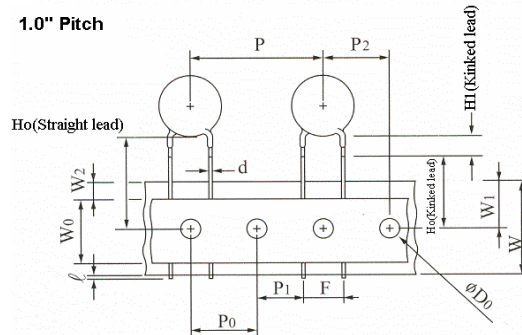 1.0" Pitch
P
P2
H1(Kinked lead)
Ho(Straight lead)
d
W2
W0
Ho(Kinked lead)
W1
W
ℓ
P1
F
P0
øD0